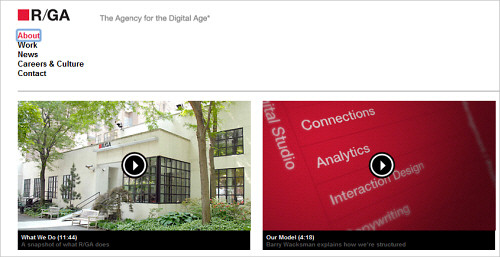 R/GA
The Agency for the Digital Age*
About
Work
News
Careers & Culture
Contact
R/GA
What We Do (11:44)
A snapshot of what R/GA does
ital Studio
Connections
Analytics
Interaction Design
pywriting
Our Model (4:18)
Barry Wacksman explains how we're structured